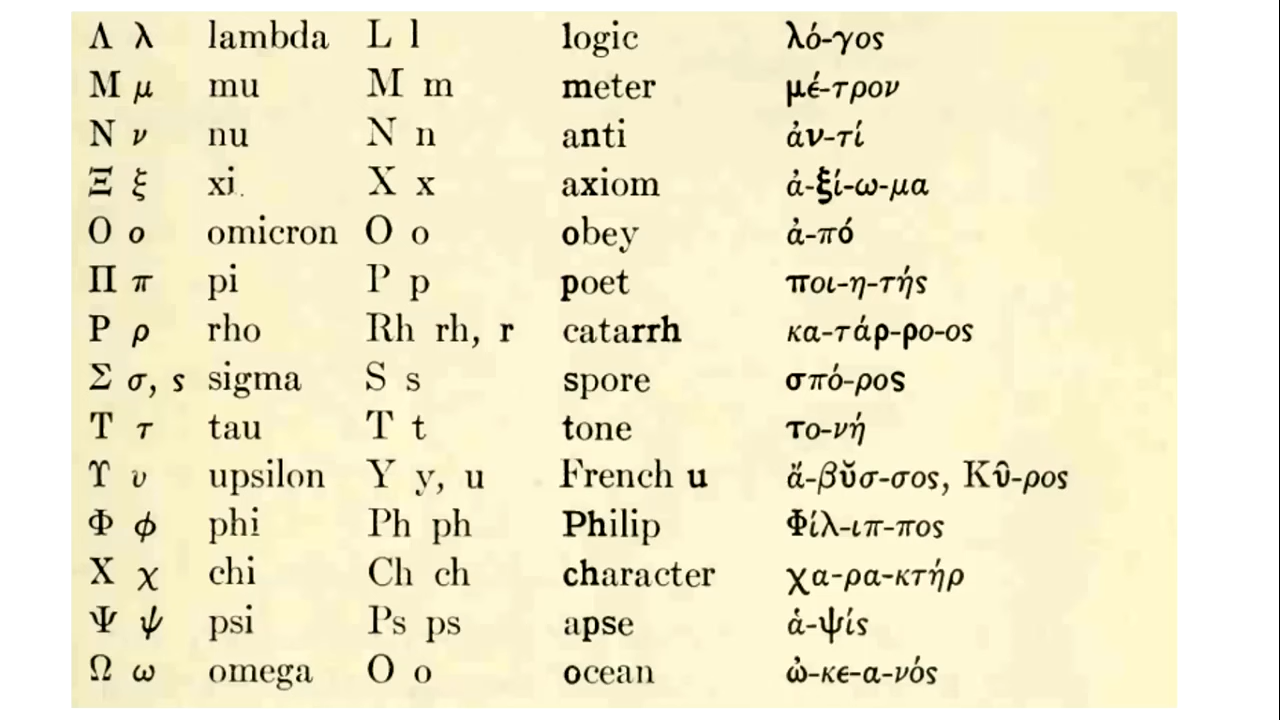 Λ λ lambda L l logic λό-γος
Μ μ mu M m meter μέ-τρον
Ν ν nu N n anti ἀν-τί
Ξ ξ xi. X x axiom ἀ-ξί-ω-μα
Ο ο omicron O o obey ἀ-πό
Π π pi P p poet ποι-η-τής
Ρ ρ rho Rh rh, r catarrh κα-τάρ-ρο-ος
Σ σ, ς sigma S s spore σπό-ρος
Τ τ tau T t tone το-νή
ϒ υ upsilon Y y, u French u ἄ-βῠσ-σος, Κῦ-ρος
Φ φ phi Ph ph Philip Φίλ-ιπ-πος
Χ χ chi Ch ch character χα-ρα-κτήρ
Ψ ψ psi Ps ps apse ἁ-ψίς
Ω ω omega O o ocean ὠ-κε-α-νός